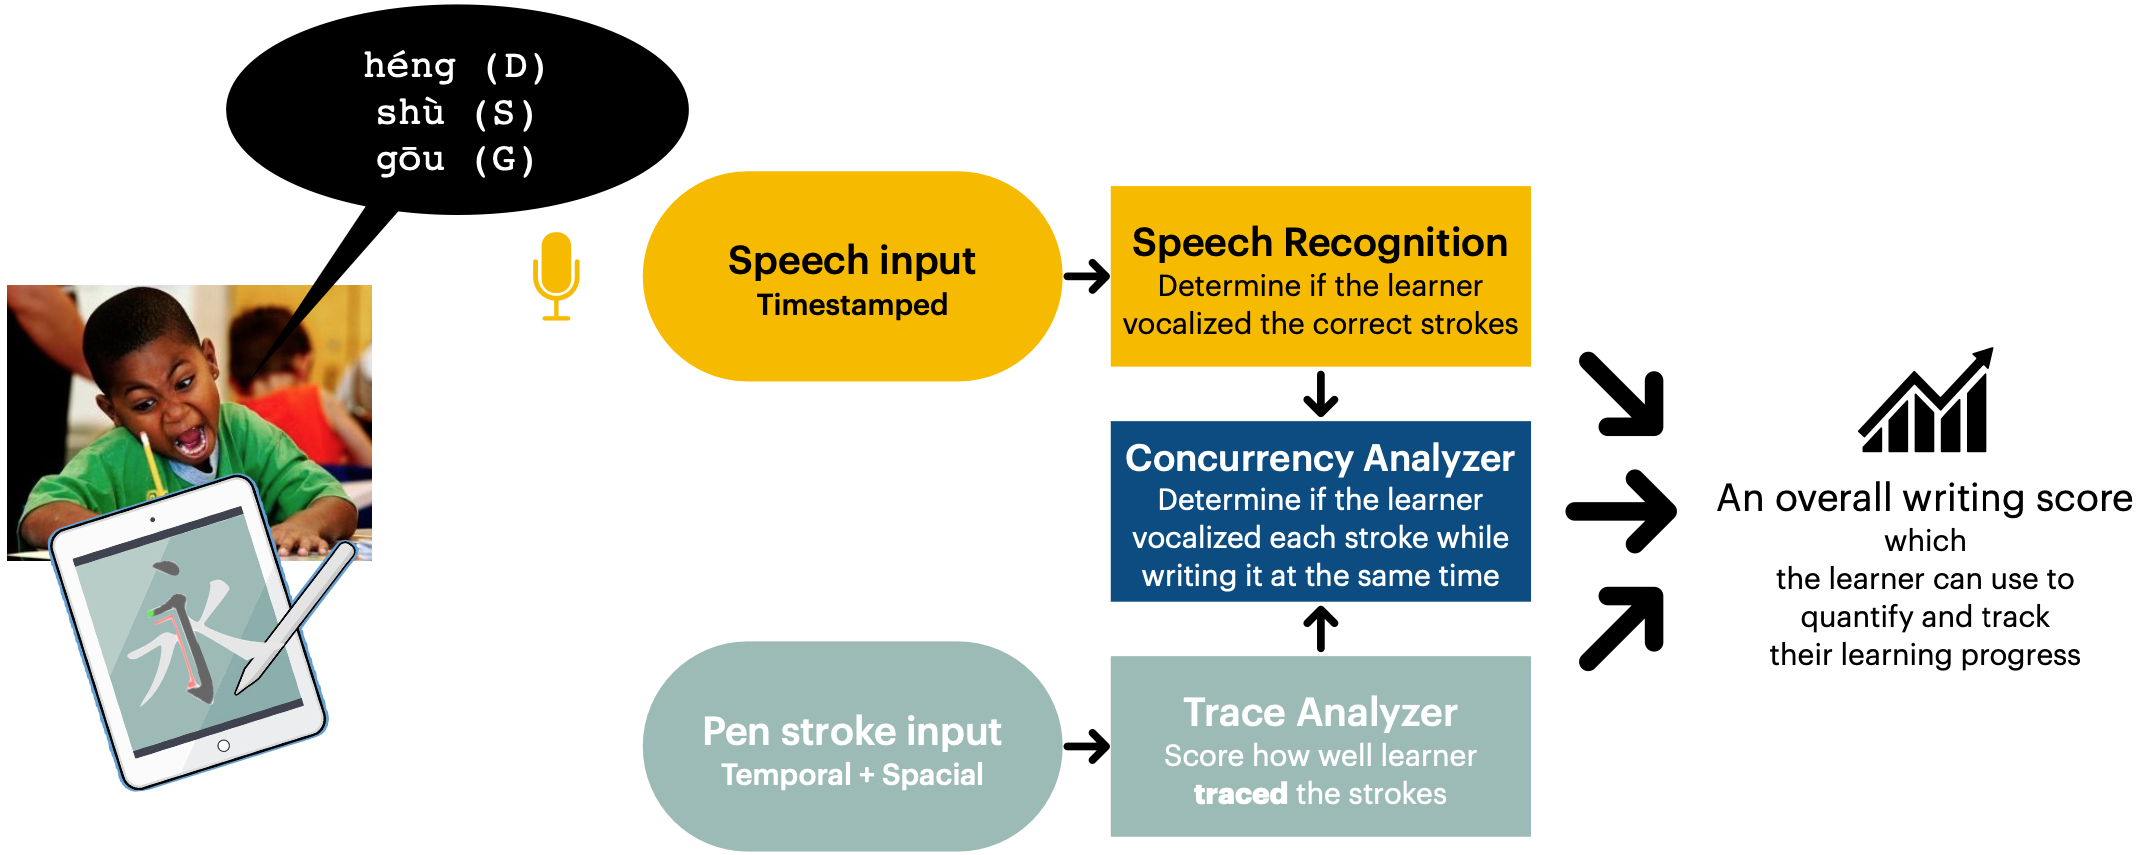 héng (D)
shù (S)
gōu (G)
Speech input
Timestamped
Speech Recognition
Determine if the learner
vocalized the correct strokes
Concurrency Analyzer
Determine if the learner
vocalized each stroke while
writing it at the same time
Pen stroke input
Temporal + Spacial
Trace Analyzer
Score how well learner
traced the strokes
An overall writing score
which
the learner can use to
quantify and track
their learning progress
永